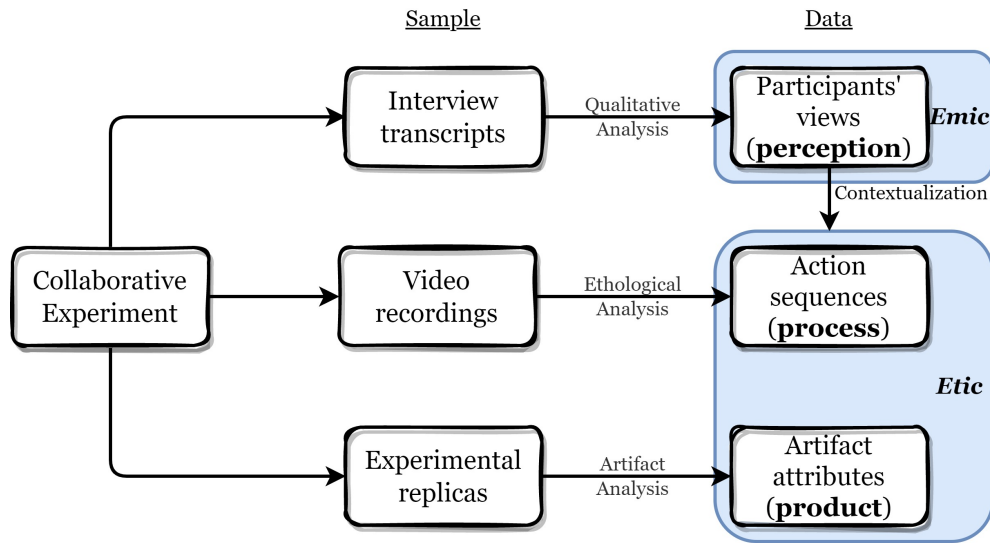 Sample
Data
Interview
transcripts
Qualitative
Analysis
Participants'
views
(perception)
Emic
Contextualization
Collaborative
Experiment
Video
recordings
Ethological
Analysis
Action
sequences
(process)
Etic
Experimental
replicas
Artifact
Analysis
Artifact
attributes
(product)